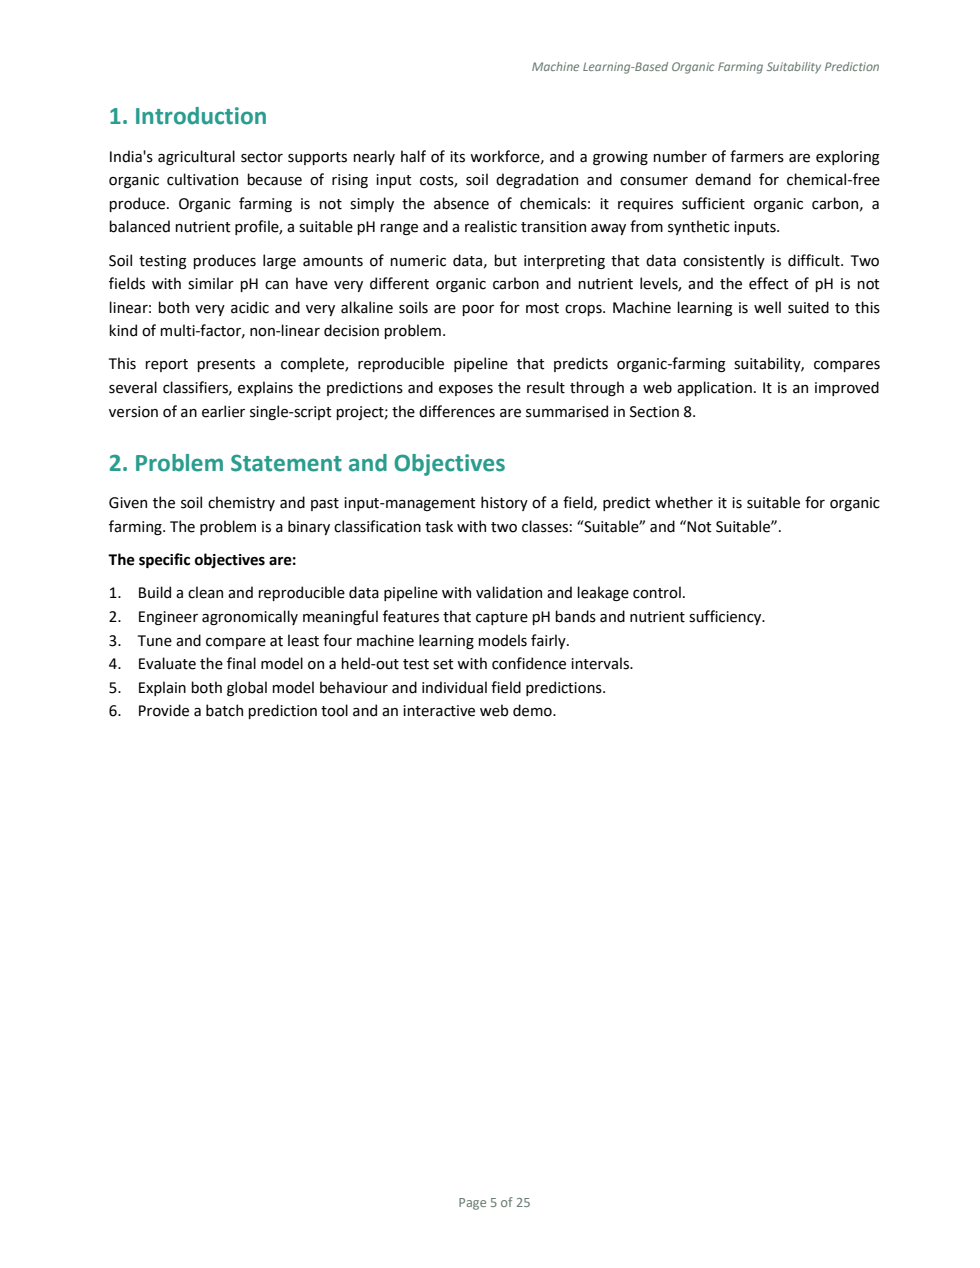 Machine Learning-Based Organic Farming Suitability Prediction
1. Introduction
India's agricultural sector supports nearly half of its workforce, and a growing number of farmers are exploring
organic cultivation because of rising input costs, soil degradation and consumer demand for chemical-free
produce. Organic farming is not simply the absence of chemicals: it requires sufficient organic carbon, a
balanced nutrient profile, a suitable pH range and a realistic transition away from synthetic inputs.
Soil testing produces large amounts of numeric data, but interpreting that data consistently is difficult. Two
fields with similar pH can have very different organic carbon and nutrient levels, and the effect of pH is not
linear: both very acidic and very alkaline soils are poor for most crops. Machine learning is well suited to this
kind of multi-factor, non-linear decision problem.
This report presents a complete, reproducible pipeline that predicts organic-farming suitability, compares
several classifiers, explains the predictions and exposes the result through a web application. It is an improved
version of an earlier single-script project; the differences are summarised in Section 8.
2. Problem Statement and Objectives
Given the soil chemistry and past input-management history of a field, predict whether it is suitable for organic
farming. The problem is a binary classification task with two classes: “Suitable” and “Not Suitable”.
The specific objectives are:
1. Build a clean and reproducible data pipeline with validation and leakage control.
2. Engineer agronomically meaningful features that capture pH bands and nutrient sufficiency.
3. Tune and compare at least four machine learning models fairly.
4. Evaluate the final model on a held-out test set with confidence intervals.
5. Explain both global model behaviour and individual field predictions.
6. Provide a batch prediction tool and an interactive web demo.
Page 5 of 25